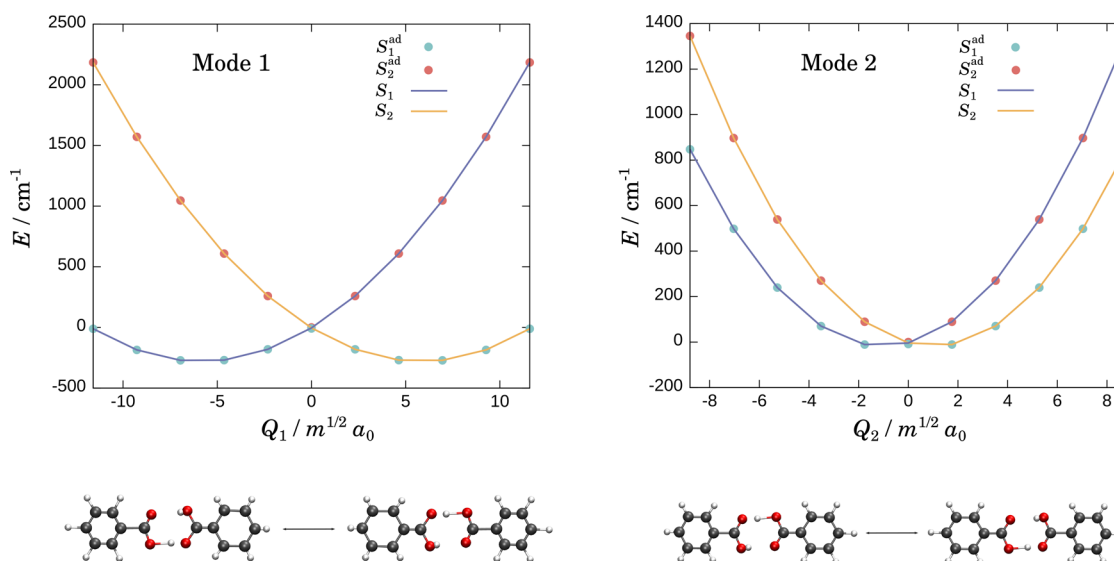 Mode 1
S₁ᵃᵈ
S₂ᵃᵈ
S₁
S₂
2500
2000
1500
1000
500
0
-500
E / cm⁻¹
-10 -5 0 5 10
Q₁ / m^1/2 a₀
Mode 2
S₁ᵃᵈ
S₂ᵃᵈ
S₁
S₂
1400
1200
1000
800
600
400
200
0
-200
E / cm⁻¹
-8 -6 -4 -2 0 2 4 6 8
Q₂ / m^1/2 a₀